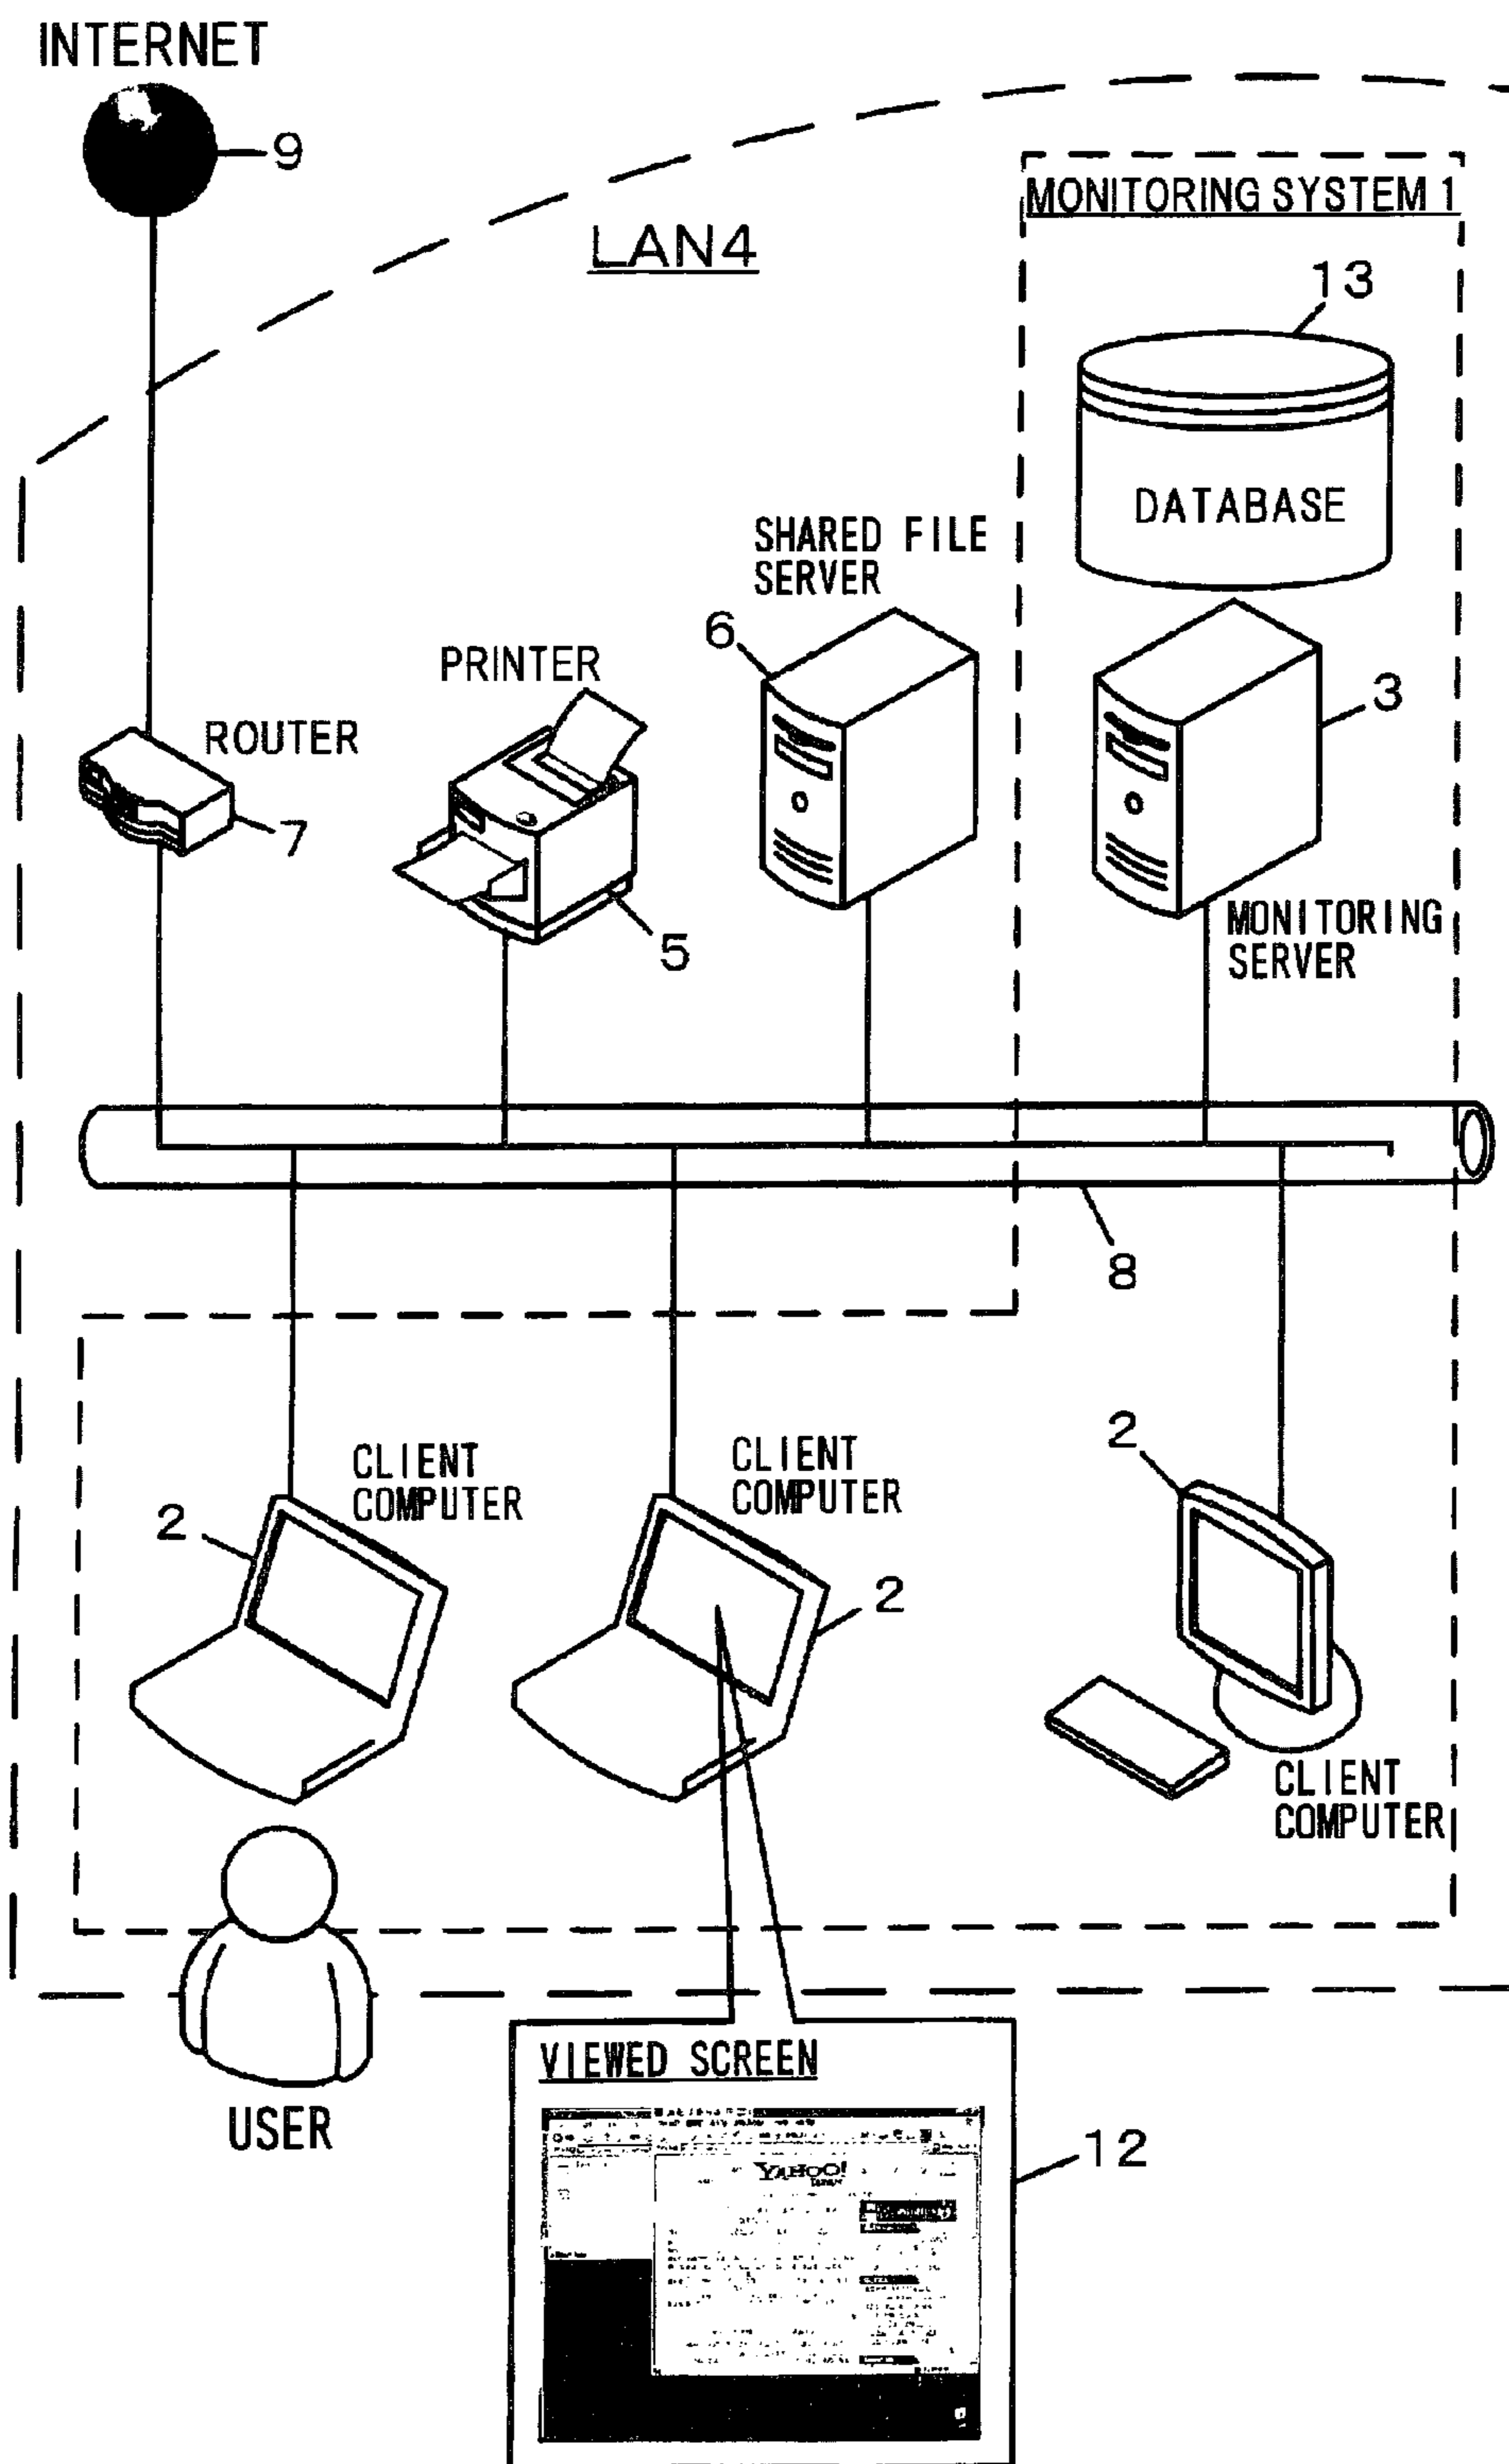 INTERNET
9
MONITORING SYSTEM 1
LAN4
13
DATABASE
SHARED FILE
SERVER
6
PRINTER
3
ROUTER
7
5
MONITORING
SERVER
8
CLIENT
COMPUTER
2
CLIENT
COMPUTER
2
2
CLIENT
COMPUTER
USER
VIEWED SCREEN
12
YAHOO!